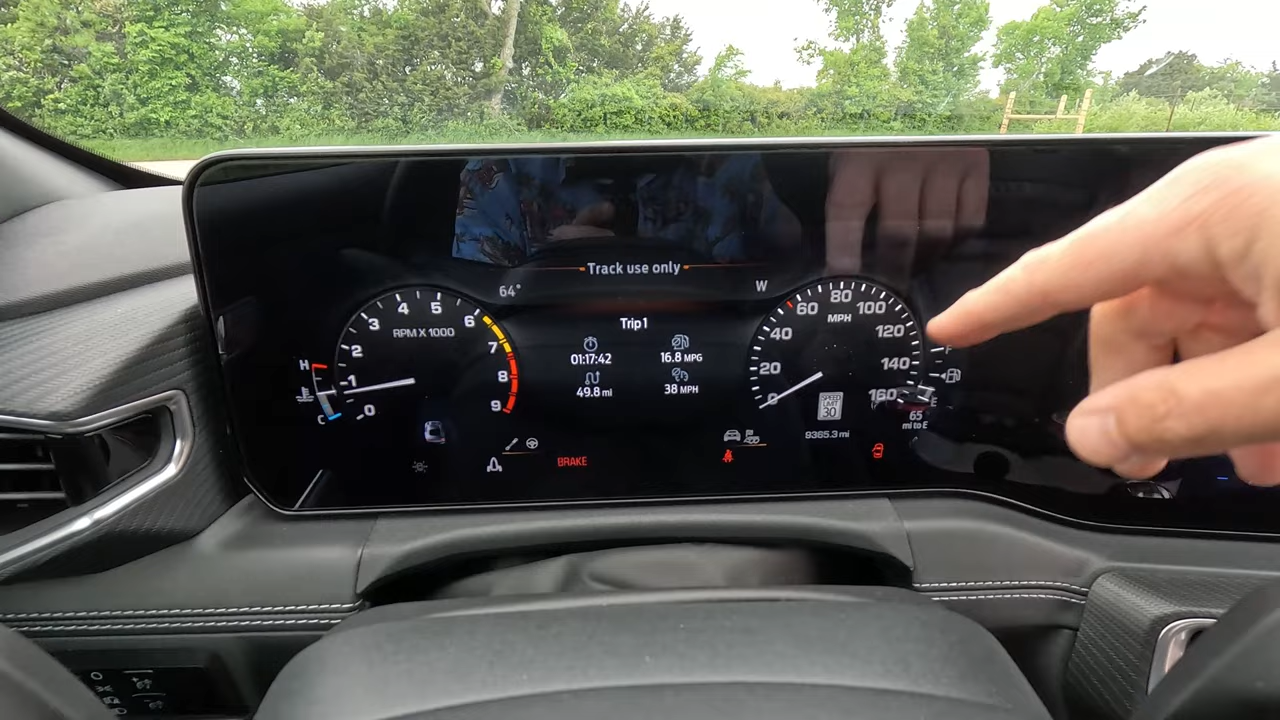 Track use only
64° W
0 1 2 3 4 5 6 7 8 9
RPM X 1000
H
C
Trip 1
01:17:42 16.8 MPG
49.8 mi 38 MPH
0 20 40 60 80 100 120 140 160
MPH
F
E
SPEED LIMIT 30
65
mi to E
9365.3 mi
BRAKE